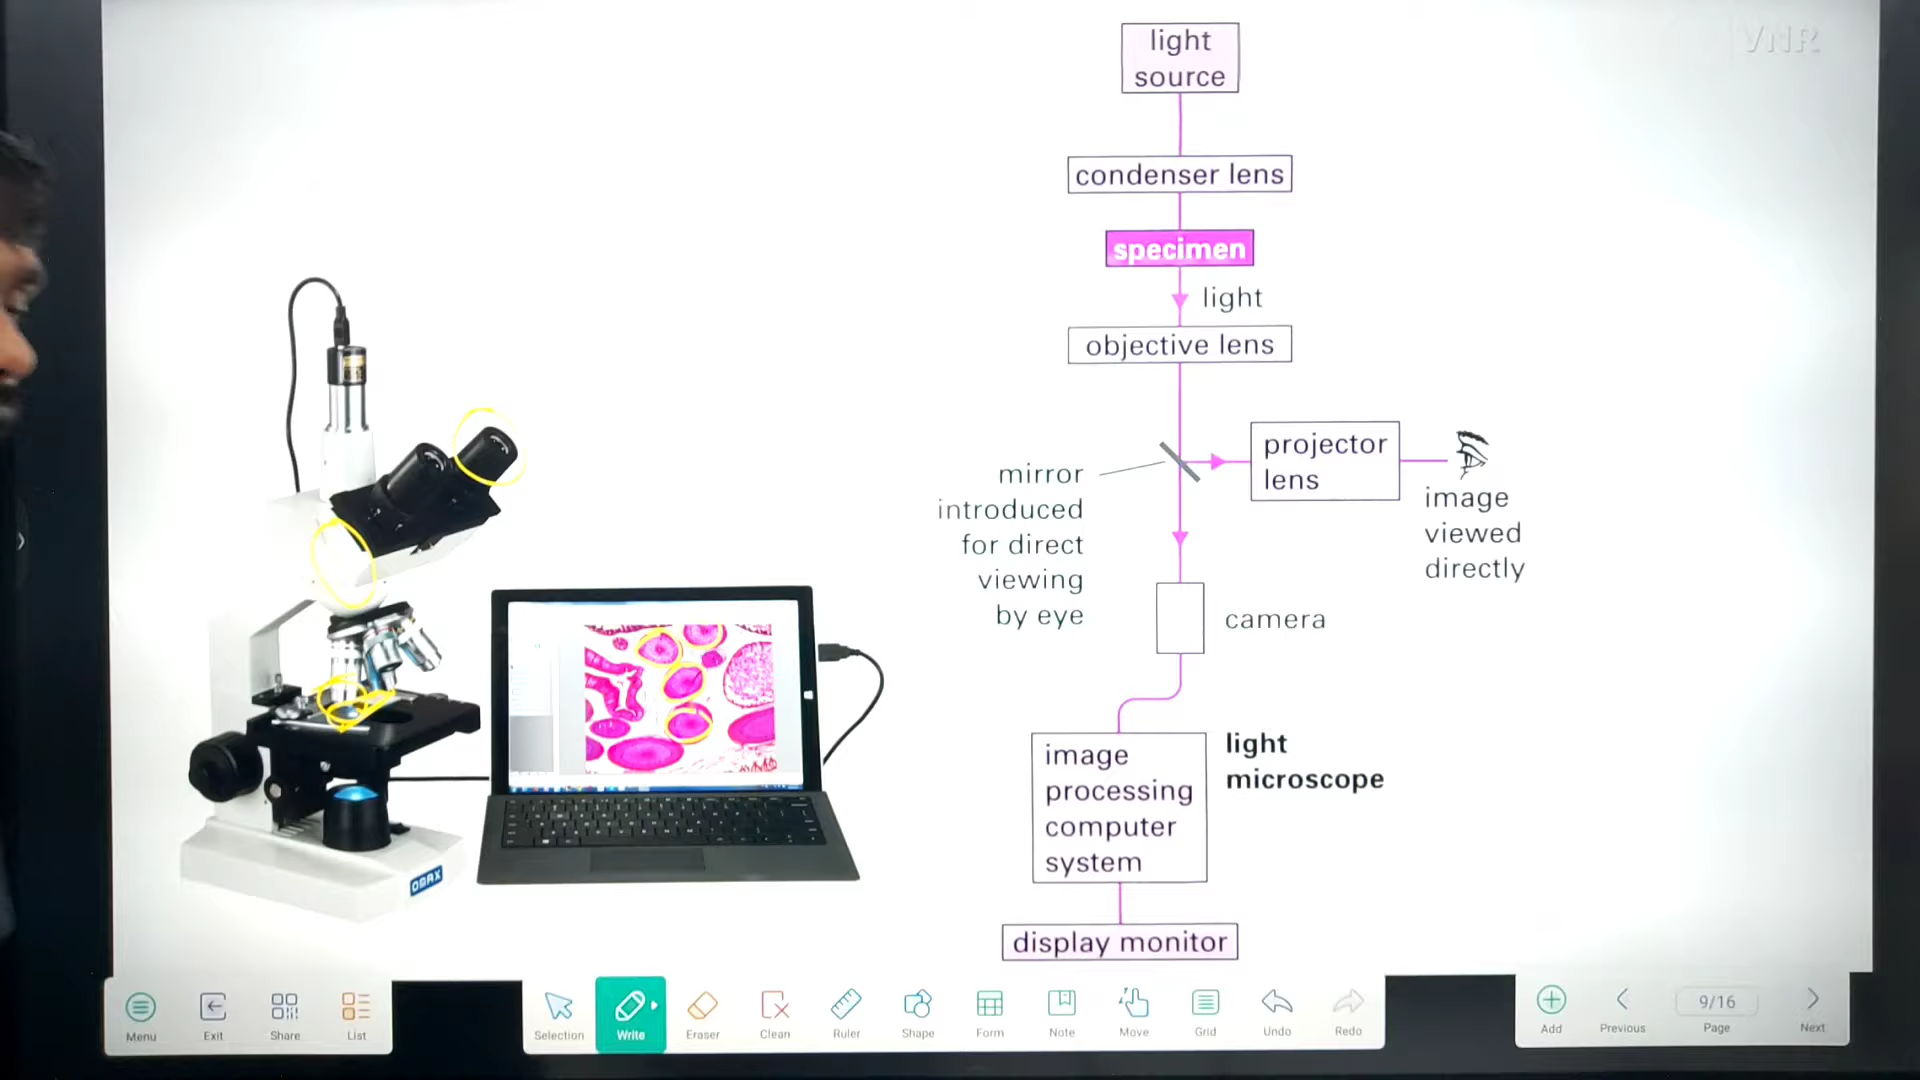 VNR
light
source
condenser lens
specimen
light
objective lens
mirror
introduced
for direct
viewing
by eye
projector
lens
image
viewed
directly
camera
image
processing
computer
system
light
microscope
display monitor
OMAX
Menu
Exit
Share
List
Selection
Write
Eraser
Clean
Ruler
Shape
Form
Note
Move
Grid
Undo
Redo
Add
Previous
9/16
Page
Next